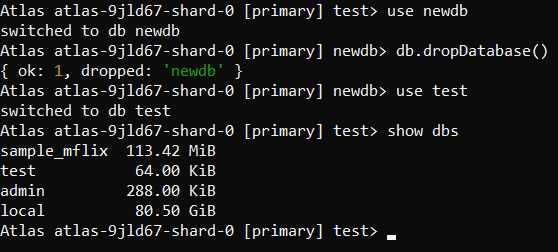 Atlas atlas-9jld67-shard-0 [primary] test> use newdb
switched to db newdb
Atlas atlas-9jld67-shard-0 [primary] newdb> db.dropDatabase()
{ ok: 1, dropped: 'newdb' }
Atlas atlas-9jld67-shard-0 [primary] newdb> use test
switched to db test
Atlas atlas-9jld67-shard-0 [primary] test> show dbs
sample_mflix  113.42 MiB
test           64.00 KiB
admin         288.00 KiB
local          80.50 GiB
Atlas atlas-9jld67-shard-0 [primary] test>